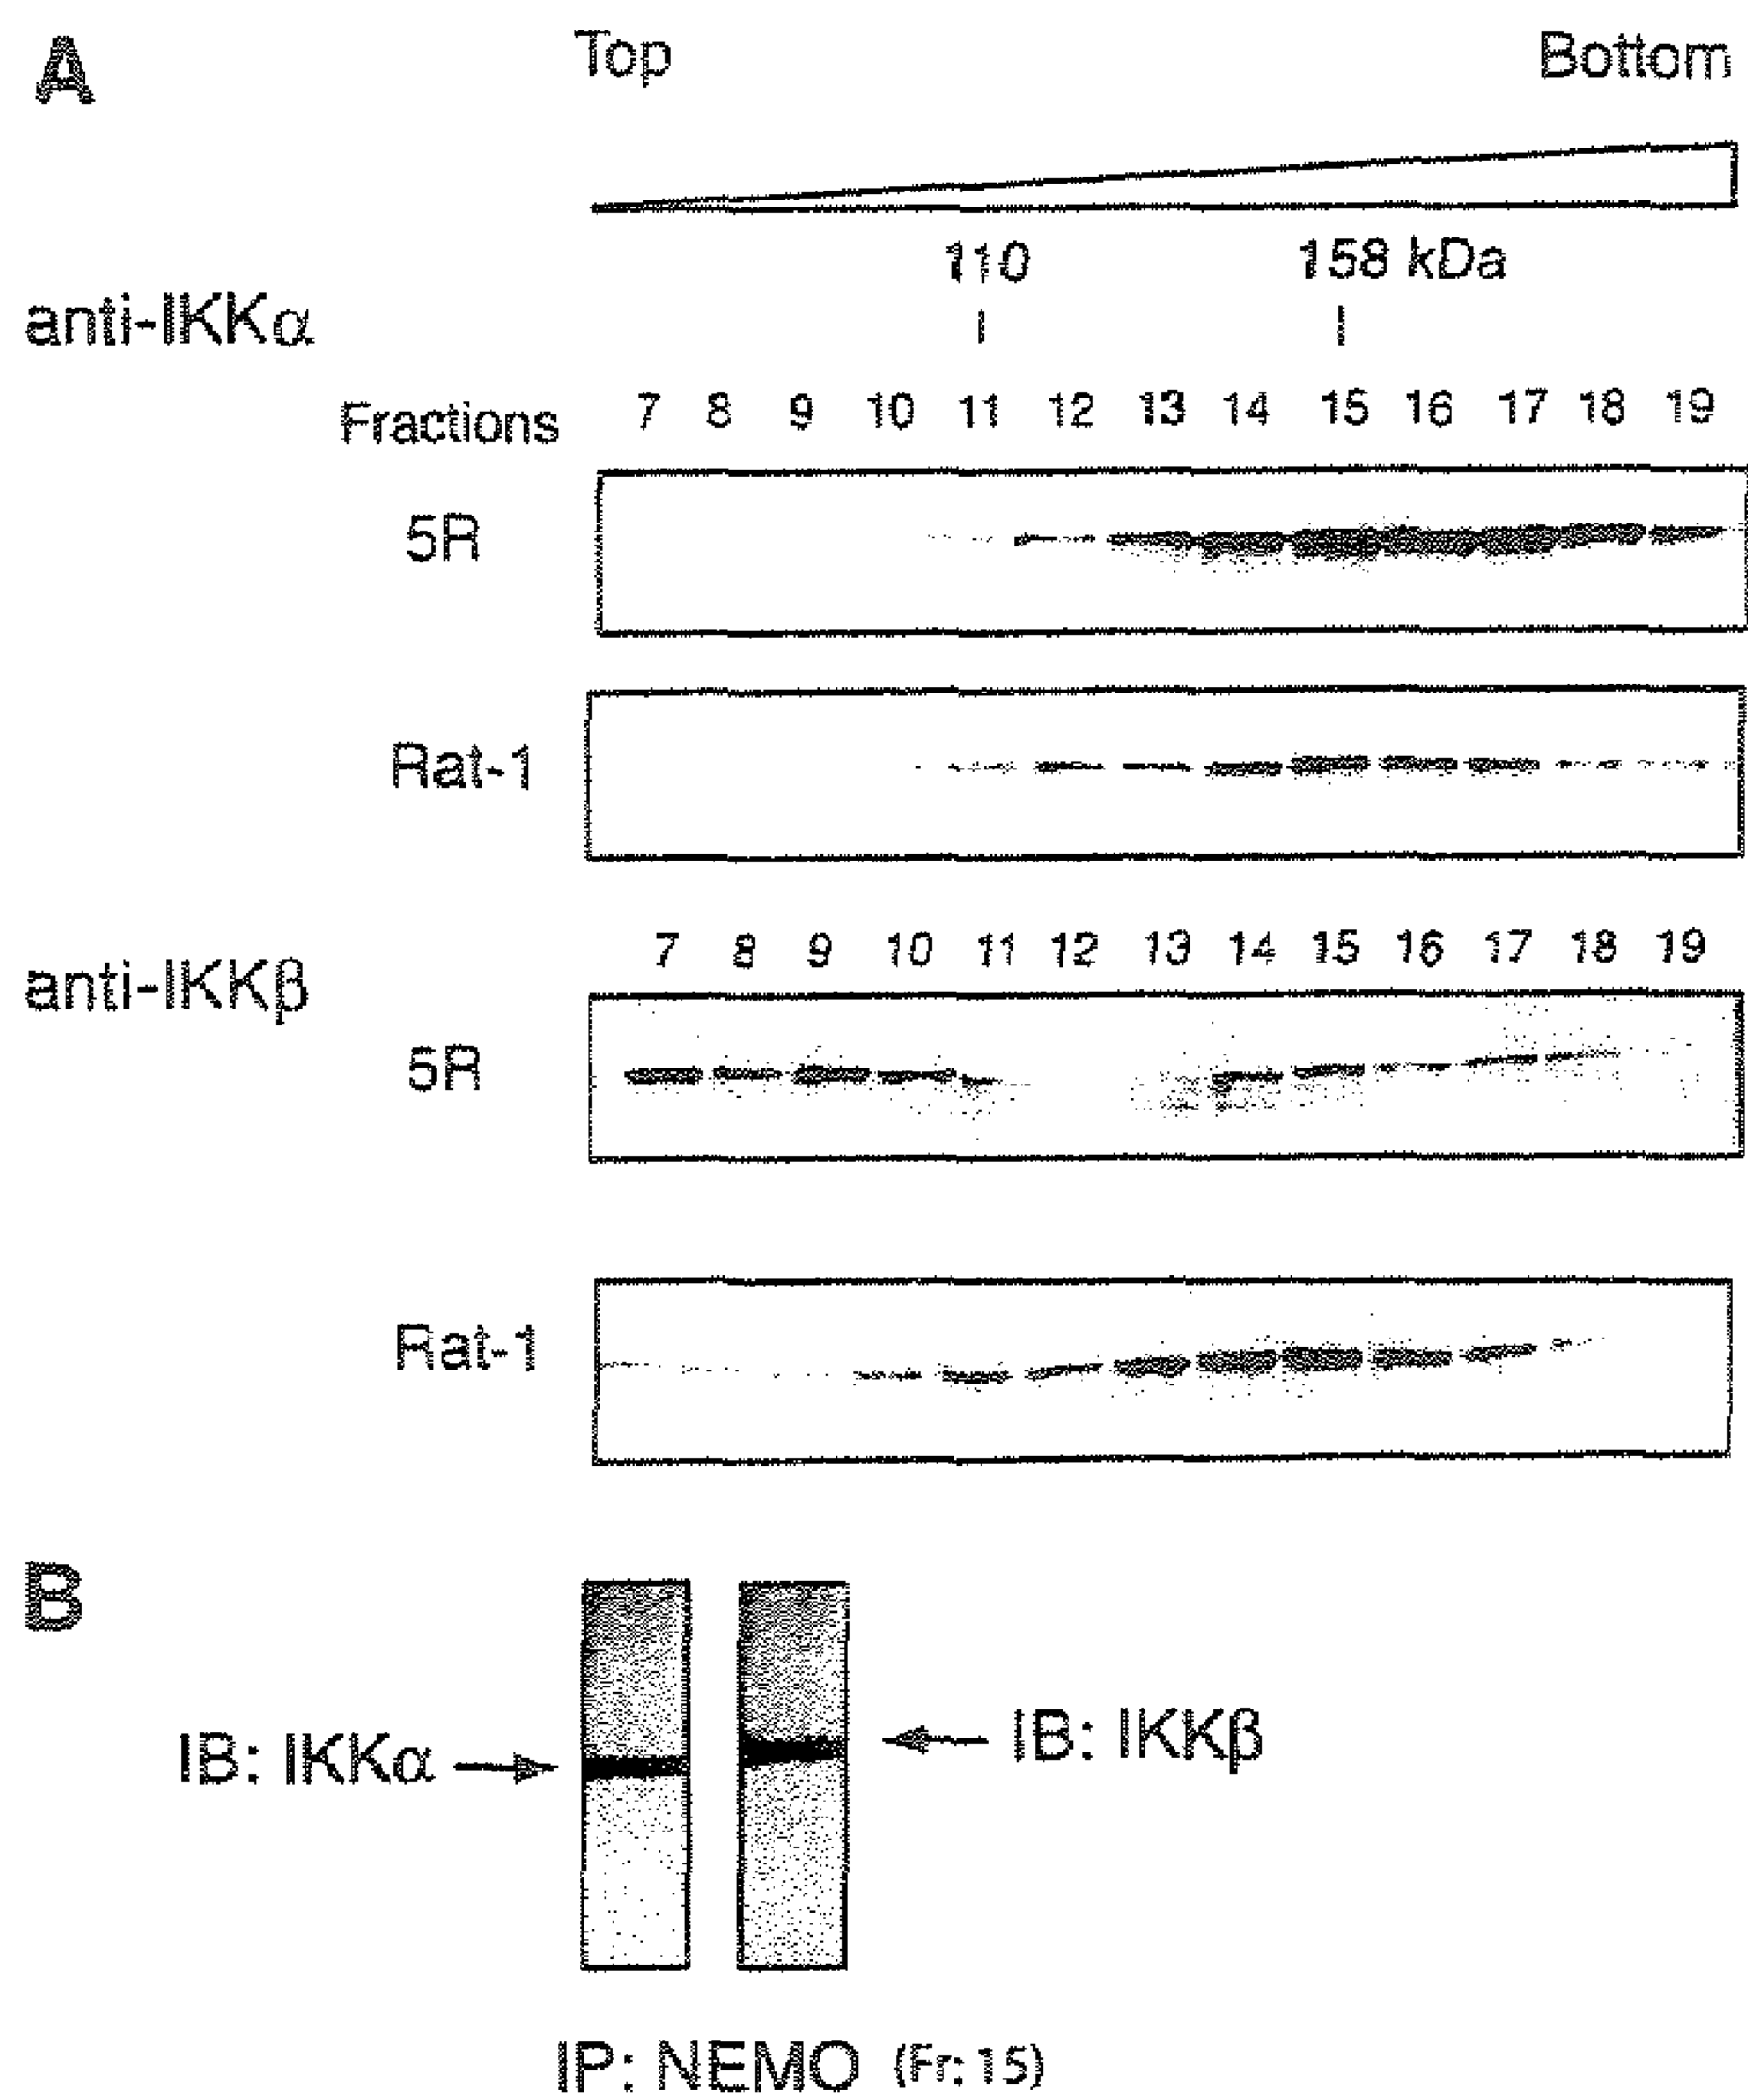 A
Top Bottom
110 158 kDa
anti-IKKα
Fractions 7 8 9 10 11 12 13 14 15 16 17 18 19
5R
Rat-1
7 8 9 10 11 12 13 14 15 16 17 18 19
anti-IKKβ
5R
Rat-1
B
IB: IKKα
IB: IKKβ
IP: NEMO (Fr: 15)